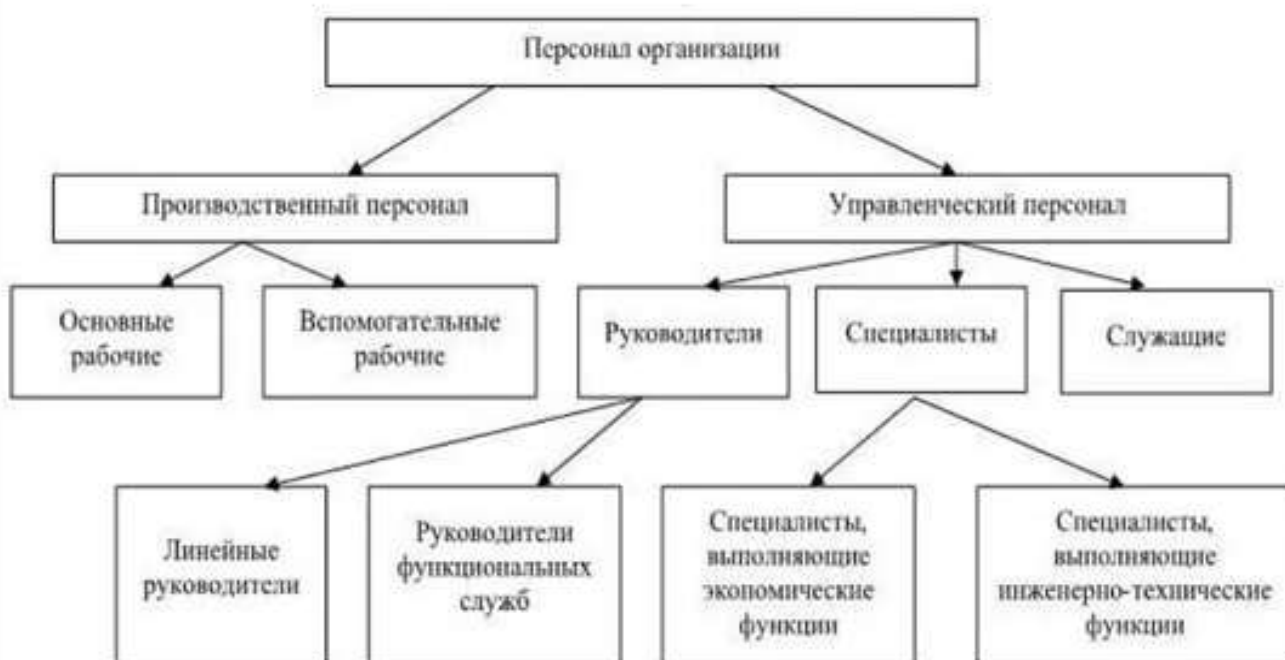 Персонал организации
Производственный персонал
Управленческий персонал
Основные
рабочие
Вспомогательные
рабочие
Руководители
Специалисты
Служащие
Линейные
руководители
Руководители
функциональных
служб
Специалисты,
выполняющие
экономические
функции
Специалисты,
выполняющие
инженерно-технические
функции